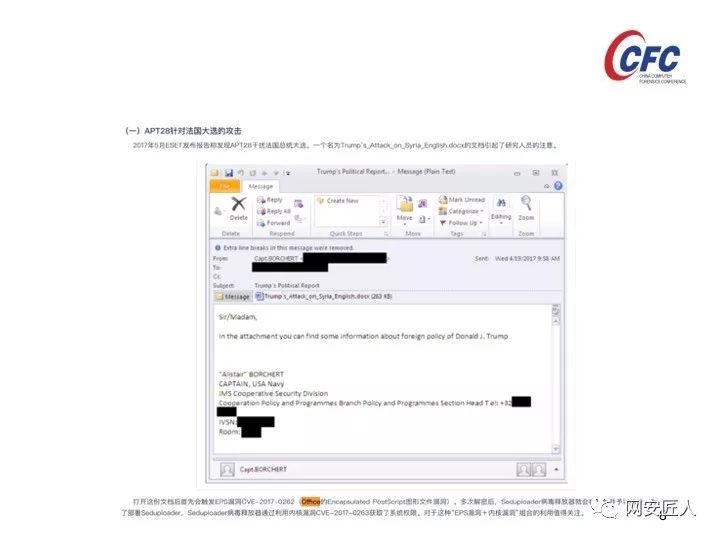 CFC
CHINA COMPUTER
FORENSICS CONFERENCE
（一）APT28针对法国大选的攻击
2017年5月ESET发布报告称发现APT28干扰法国总统大选。一个名为Trump's_Attack_on_Syria_English.docx的文档引起了研究人员的注意。
Trump's Political Report... - Message (Plain Text)
File Message
Delete
Reply
Reply All
Forward
Create New
Move
Mark Unread
Categorize
Follow Up
Editing
Zoom
Delete Respond Quick Steps Move Tags Zoom
Extra line breaks in this message were removed.
From: Capt.BORCHERT < > Sent: Wed 4/19/2017 9:58 AM
To:
Cc:
Subject: Trump's Political Report
Message Trump's_Attack_on_Syria_English.docx (263 KB)
Sir/Madam,
In the attachment you can find some information about foreign policy of Donald J. Trump
"Alistair" BORCHERT
CAPTAIN, USA Navy
IMS Cooperative Security Division
Cooperation Policy and Programmes Branch Policy and Programmes Section Head T el: +32
IVSN:
Room:
Capt.BORCHERT
打开这份文档后首先会触发EPS漏洞CVE-2017-0262（Office的Encapsulated PostScript图形文件漏洞）。多次解密后，Seduploader病毒释放器就会
了部署Seduploader，Seduploader病毒释放器通过利用内核漏洞CVE-2017-0263获取了系统权限。对于这种"EPS漏洞+内核漏洞"组合的利用值得关注。
网安匠人